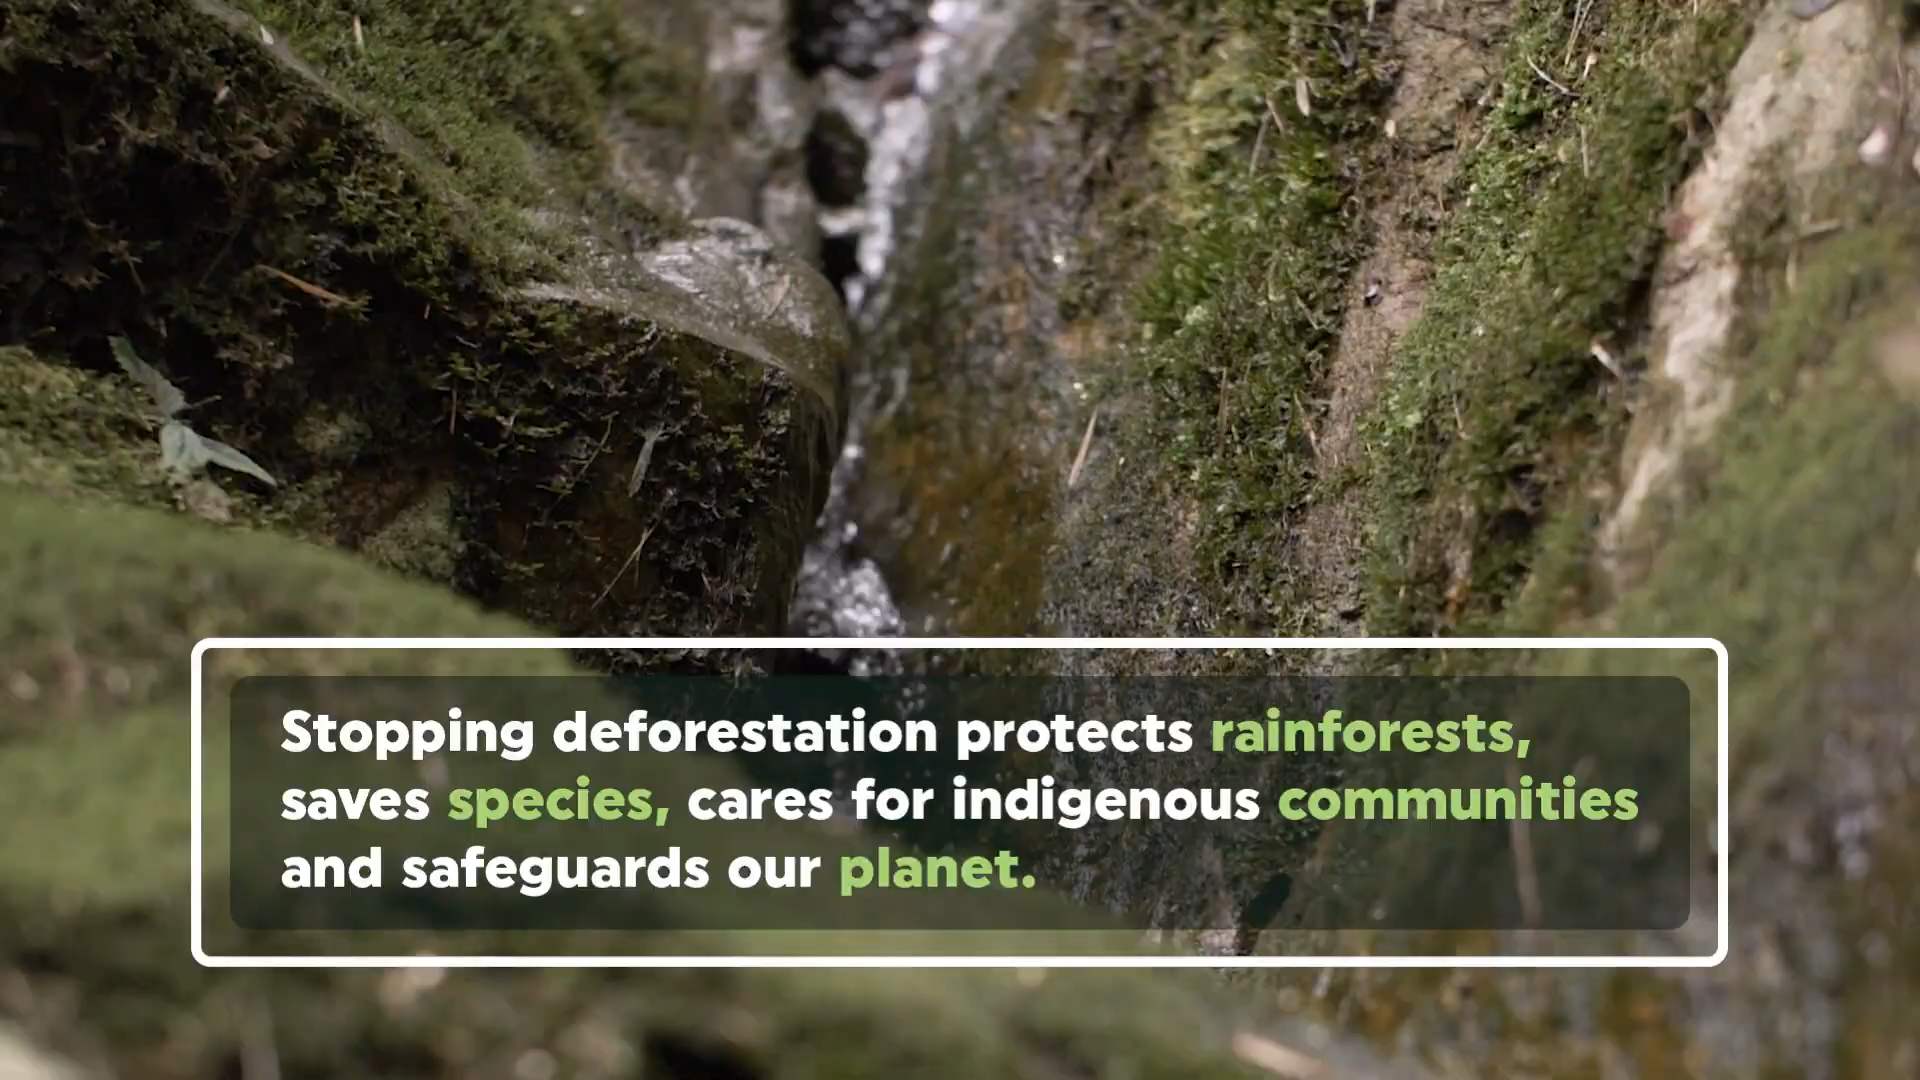 Stopping deforestation protects rainforests,
saves species, cares for indigenous communities
and safeguards our planet.